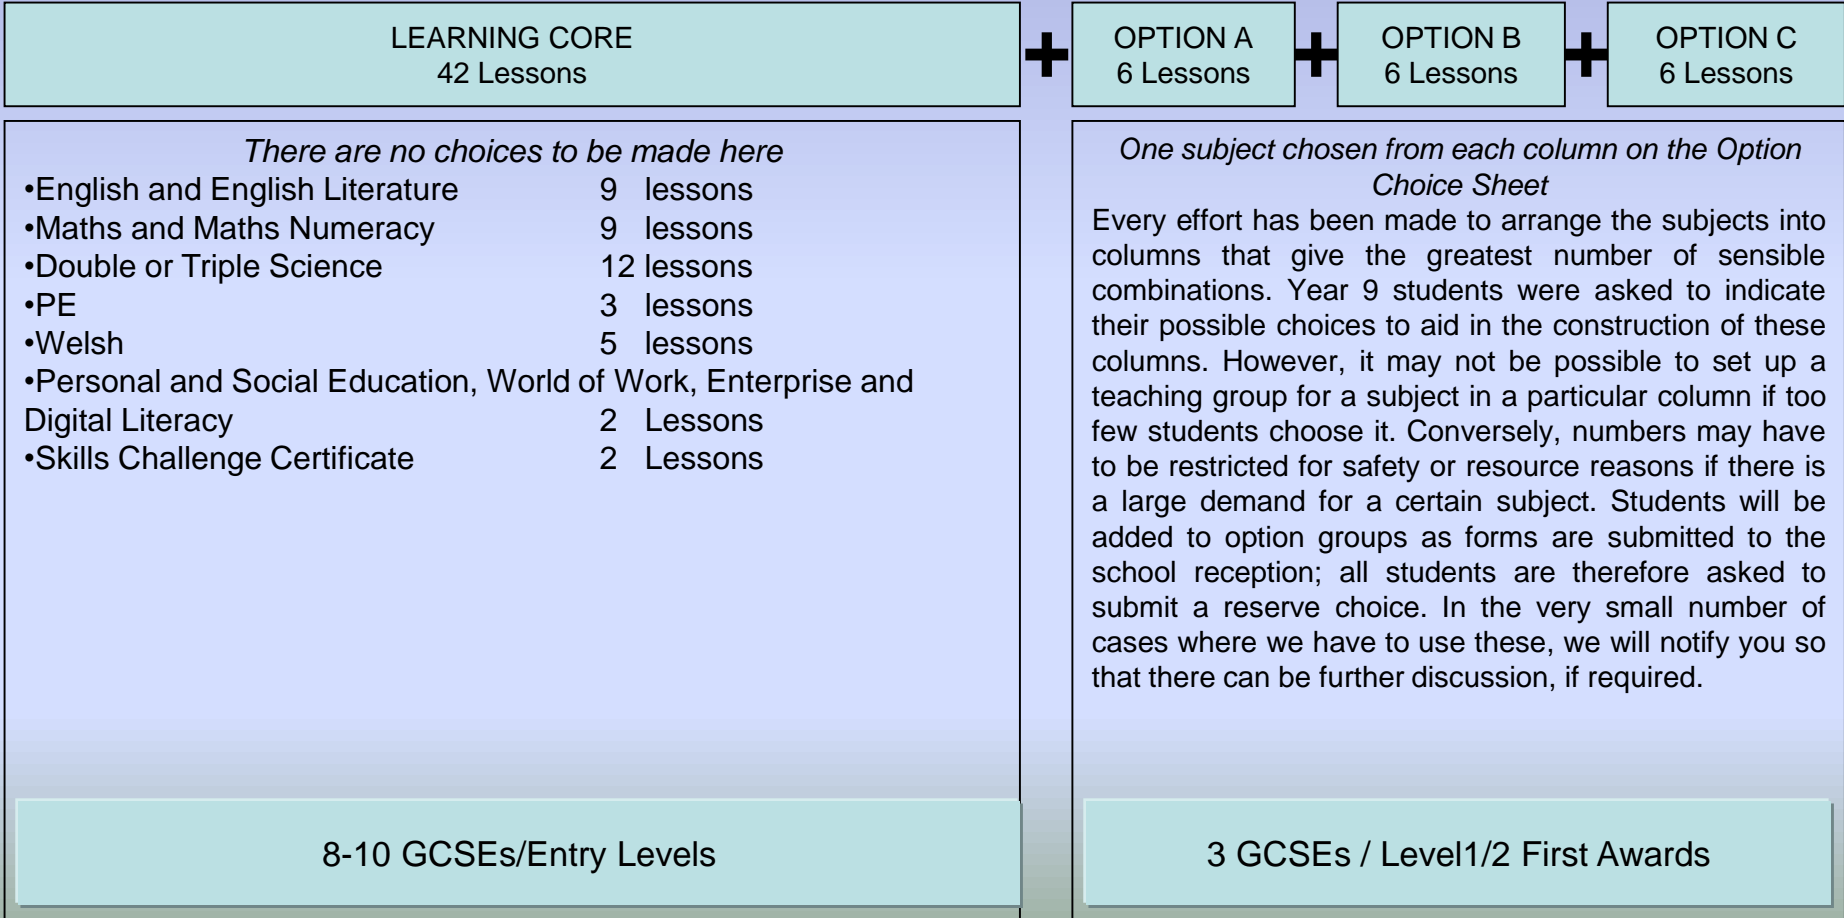 LEARNING CORE
42 Lessons
+
OPTION A
6 Lessons
+
OPTION B
6 Lessons
+
OPTION C
6 Lessons
There are no choices to be made here
•English and English Literature 9 lessons
•Maths and Maths Numeracy 9 lessons
•Double or Triple Science 12 lessons
•PE 3 lessons
•Welsh 5 lessons
•Personal and Social Education, World of Work, Enterprise and
Digital Literacy 2 Lessons
•Skills Challenge Certificate 2 Lessons
8-10 GCSEs/Entry Levels
One subject chosen from each column on the Option
Choice Sheet
Every effort has been made to arrange the subjects into
columns that give the greatest number of sensible
combinations. Year 9 students were asked to indicate
their possible choices to aid in the construction of these
columns. However, it may not be possible to set up a
teaching group for a subject in a particular column if too
few students choose it. Conversely, numbers may have
to be restricted for safety or resource reasons if there is
a large demand for a certain subject. Students will be
added to option groups as forms are submitted to the
school reception; all students are therefore asked to
submit a reserve choice. In the very small number of
cases where we have to use these, we will notify you so
that there can be further discussion, if required.
3 GCSEs / Level1/2 First Awards